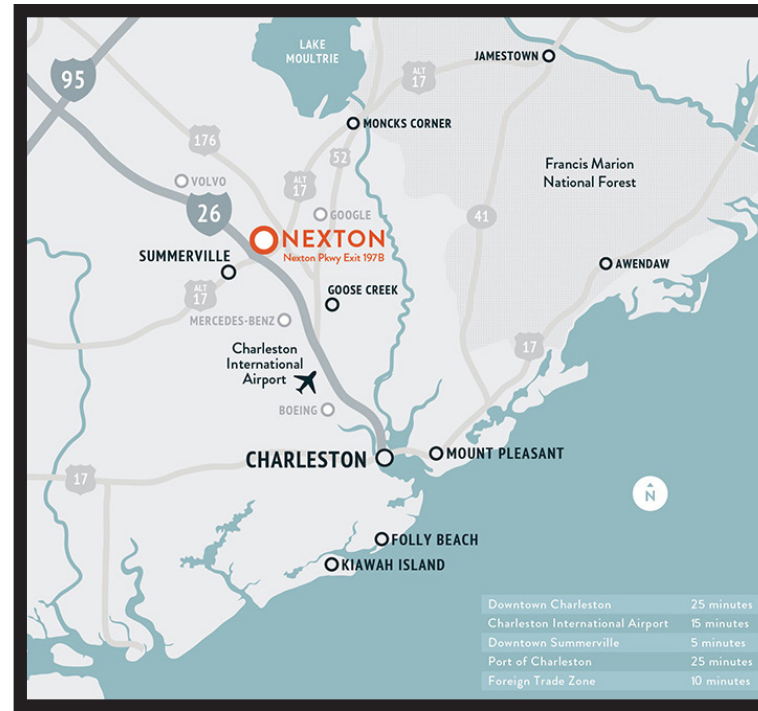 LAKE
MOULTRIE
JAMESTOWN
95
ALT
17
MONCKS CORNER
176
52
Francis Marion
National Forest
VOLVO
ALT
17
26
GOOGLE
41
NEXTON
Nexton Pkwy Exit 197B
SUMMERVILLE
AWENDAW
ALT
17
GOOSE CREEK
MERCEDES-BENZ
17
Charleston
International
Airport
BOEING
CHARLESTON
MOUNT PLEASANT
17
N
FOLLY BEACH
KIAWAH ISLAND
Downtown Charleston 25 minutes
Charleston International Airport 15 minutes
Downtown Summerville 5 minutes
Port of Charleston 25 minutes
Foreign Trade Zone 10 minutes